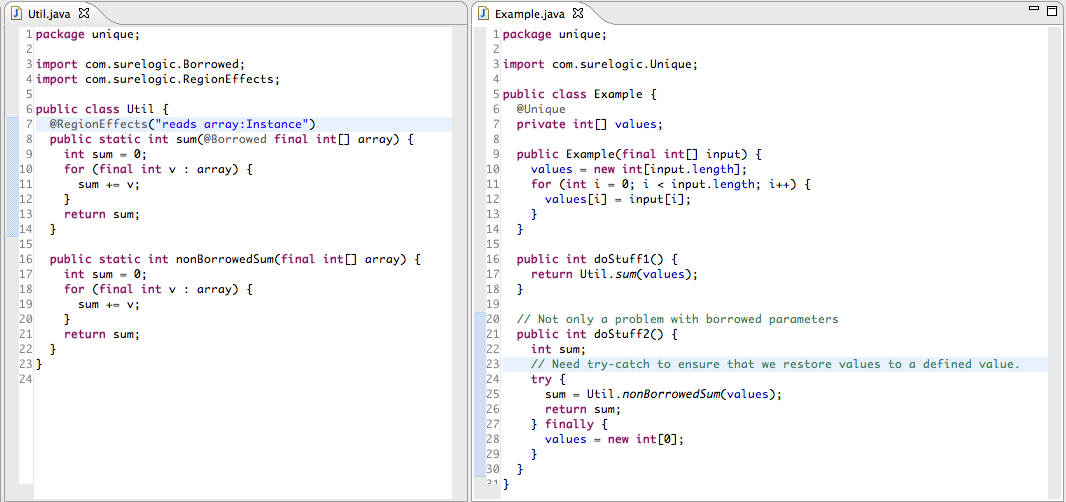 Util.java
1 package unique;
2
3 import com.surelogic.Borrowed;
4 import com.surelogic.RegionEffects;
5
6 public class Util {
7   @RegionEffects("reads array:Instance")
8   public static int sum(@Borrowed final int[] array) {
9     int sum = 0;
10     for (final int v : array) {
11       sum += v;
12     }
13     return sum;
14   }
15
16   public static int nonBorrowedSum(final int[] array) {
17     int sum = 0;
18     for (final int v : array) {
19       sum += v;
20     }
21     return sum;
22   }
23 }
24
Example.java
1 package unique;
2
3 import com.surelogic.Unique;
4
5 public class Example {
6   @Unique
7   private int[] values;
8
9   public Example(final int[] input) {
10     values = new int[input.length];
11     for (int i = 0; i < input.length; i++) {
12       values[i] = input[i];
13     }
14   }
15
16   public int doStuff1() {
17     return Util.sum(values);
18   }
19
20   // Not only a problem with borrowed parameters
21   public int doStuff2() {
22     int sum;
23     // Need try-catch to ensure that we restore values to a defined value.
24     try {
25       sum = Util.nonBorrowedSum(values);
26       return sum;
27     } finally {
28       values = new int[0];
29     }
30   }
31 }